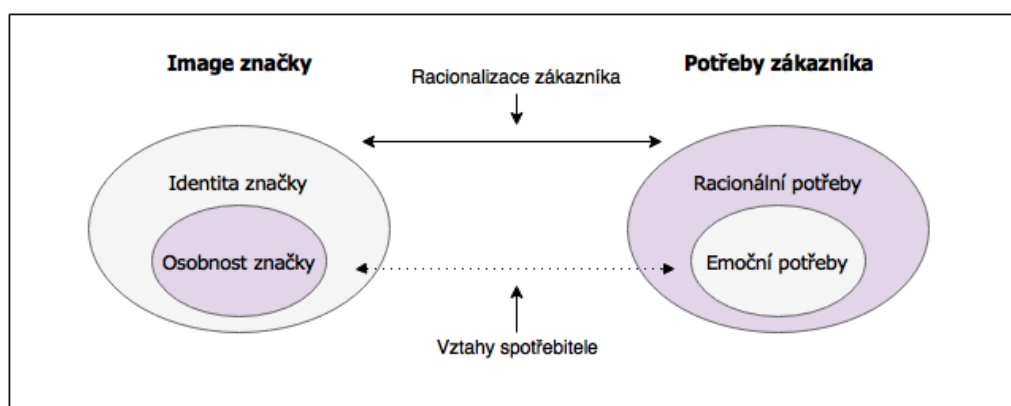 Image značky
Potřeby zákazníka
Racionalizace zákazníka
Identita značky
Racionální potřeby
Osobnost značky
Emoční potřeby
Vztahy spotřebitele